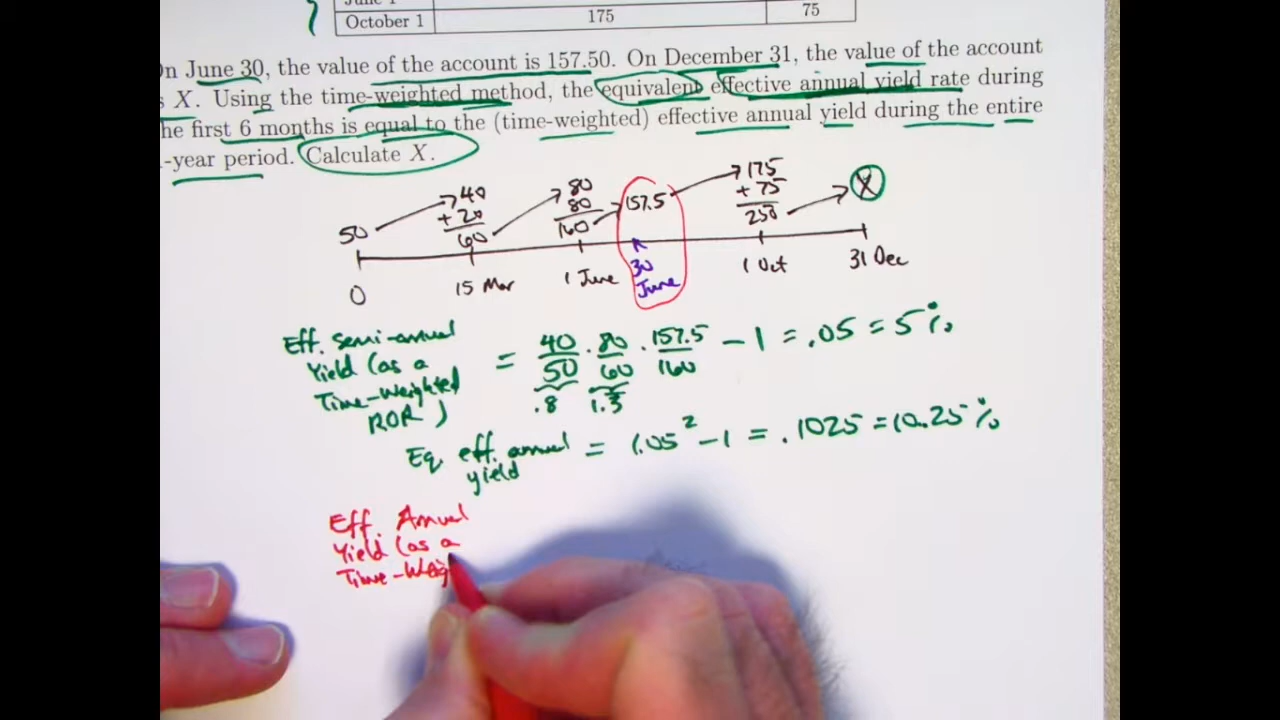 October 1 175 75
n June 30, the value of the account is 157.50. On December 31, the value of the account
X. Using the time-weighted method, the equivalent effective annual yield rate during
he first 6 months is equal to the (time-weighted) effective annual yield during the entire
-year period. Calculate X.
50
40
+ 20
60
80
80
160
157.5
175
+ 75
250
X
0
15 Mar
1 June
30
June
1 Oct
31 Dec
Eff. Semi-annual
Yield (as a
Time-Weighted
ROR)
= 40/50 · 80/60 · 157.5/160 - 1 = .05 = 5%
.8 1.3̅
Eq. eff. annual
yield
= 1.05² - 1 = .1025 = 10.25%
Eff. Annual
Yield (as a
Time-Weig